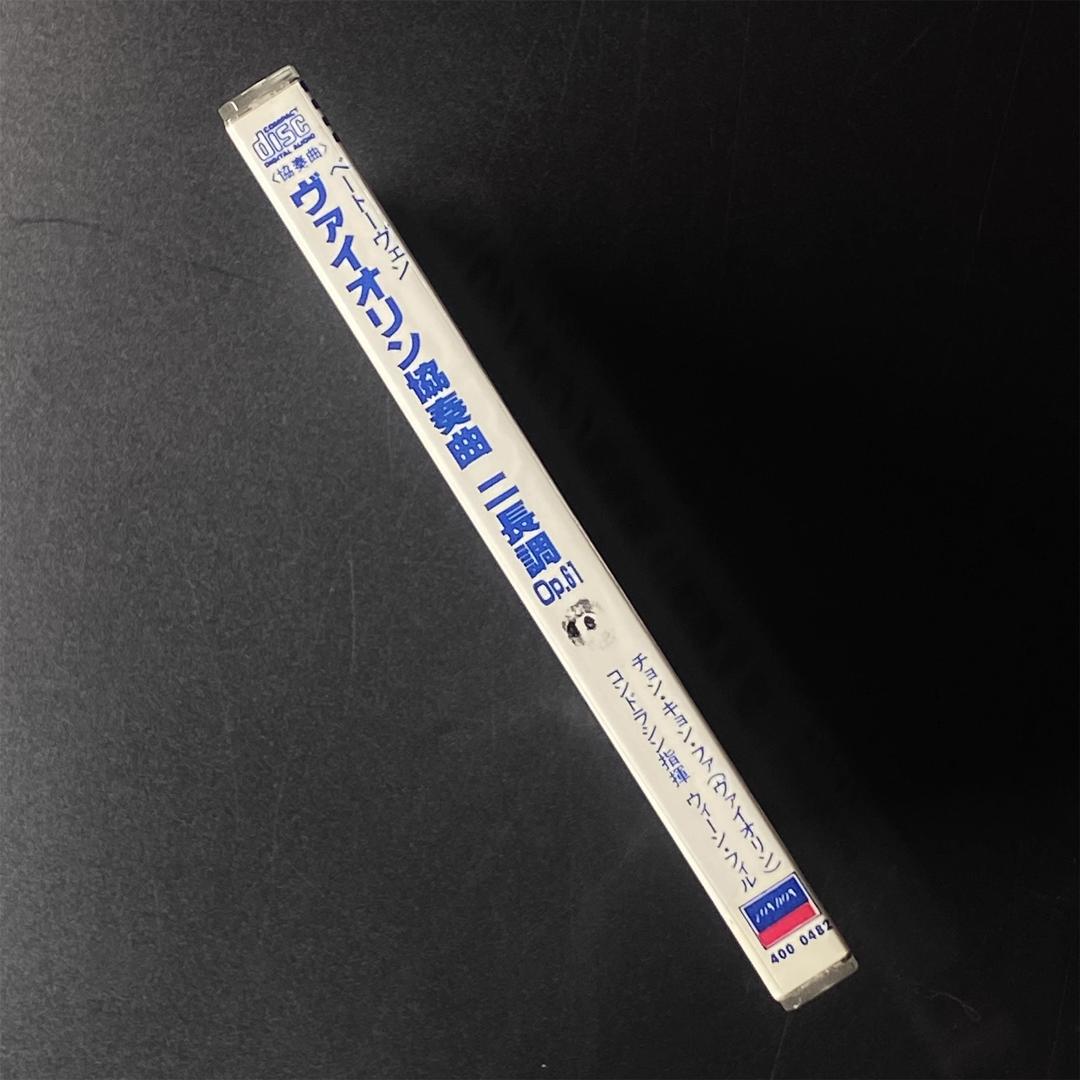 COMPACT
disc
DIGITAL AUDIO
〈協奏曲〉
ベートーヴェン
ヴァイオリン協奏曲 ニ長調
Op.61
チョン・キョン・ファ(ヴァイオリン)
コンドラシン指揮 ウィーン・フィル
LONDON
400 0482